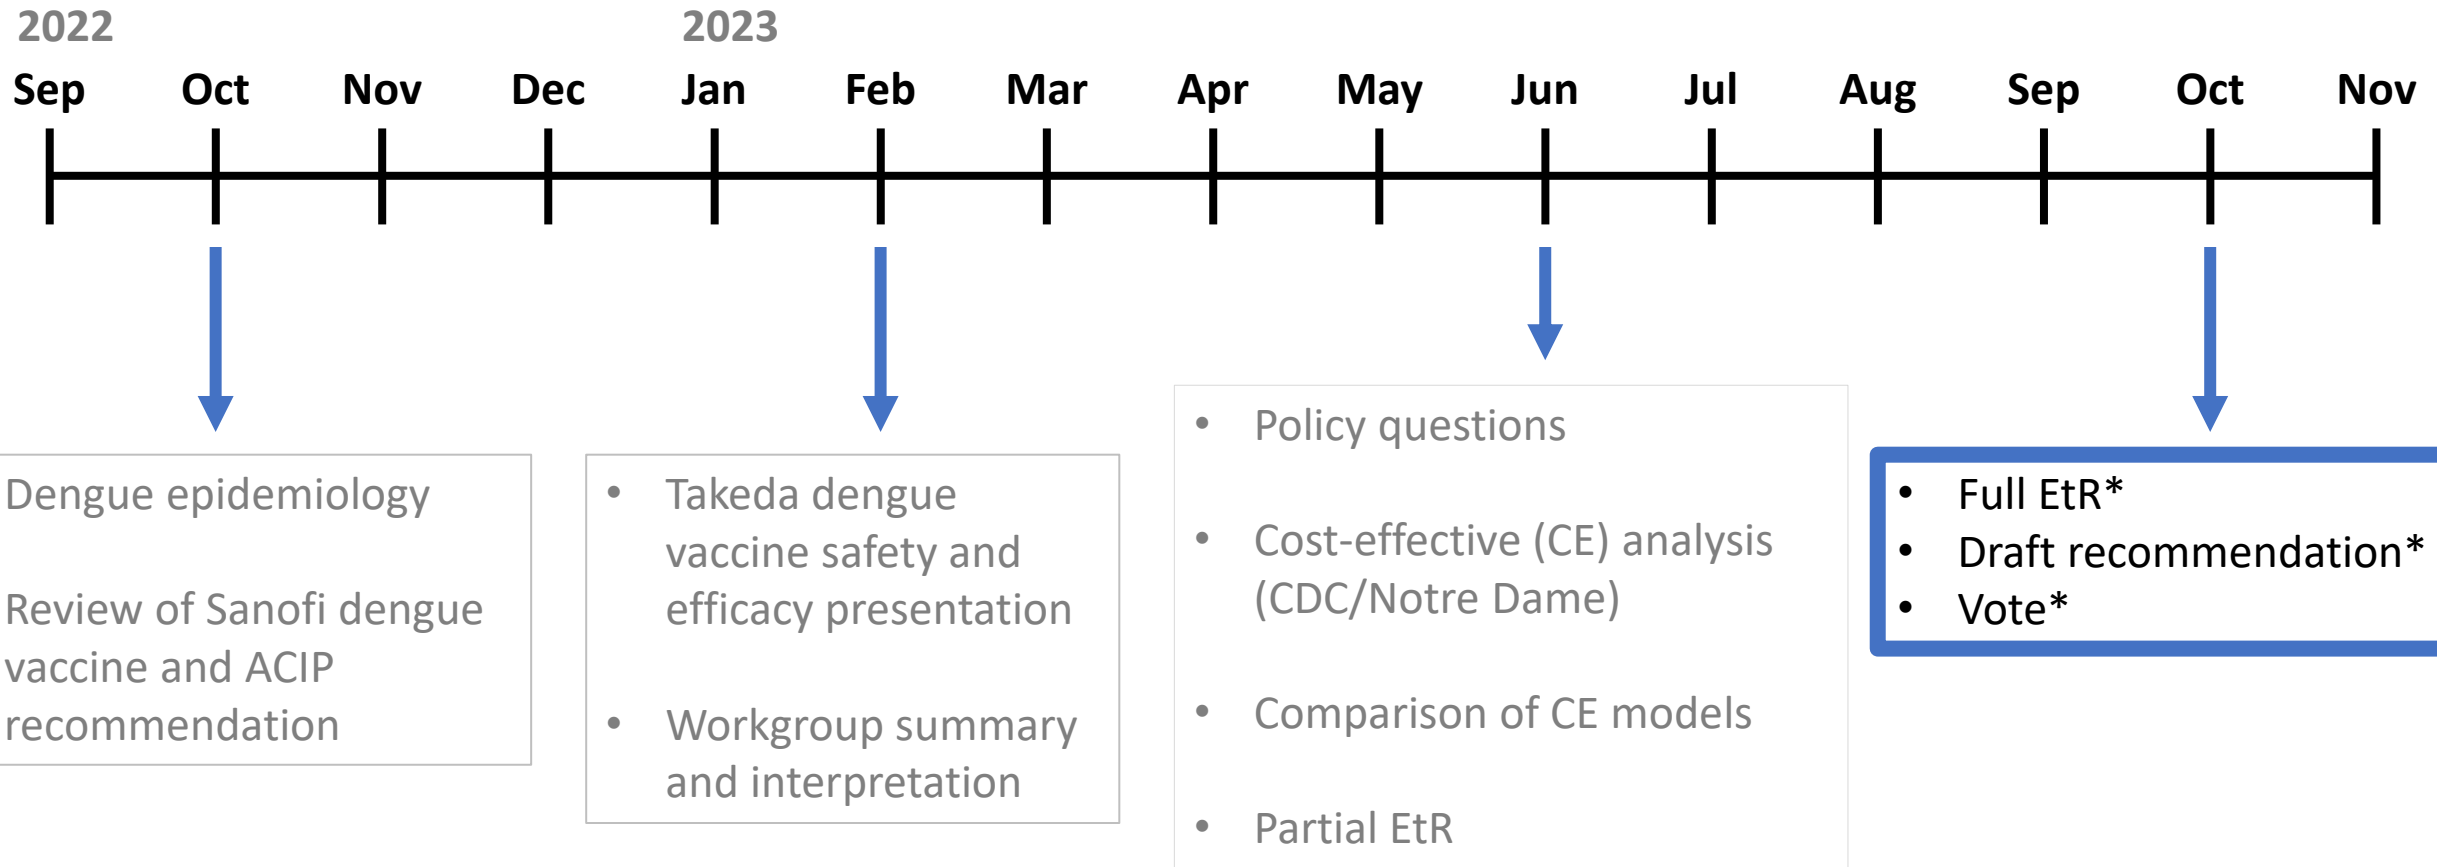 2022
2023
Sep Oct Nov Dec Jan Feb Mar Apr May Jun Jul Aug Sep Oct Nov
Dengue epidemiology
Review of Sanofi dengue
vaccine and ACIP
recommendation
• Takeda dengue
vaccine safety and
efficacy presentation
• Workgroup summary
and interpretation
• Policy questions
• Cost-effective (CE) analysis
(CDC/Notre Dame)
• Comparison of CE models
• Partial EtR
• Full EtR*
• Draft recommendation*
• Vote*